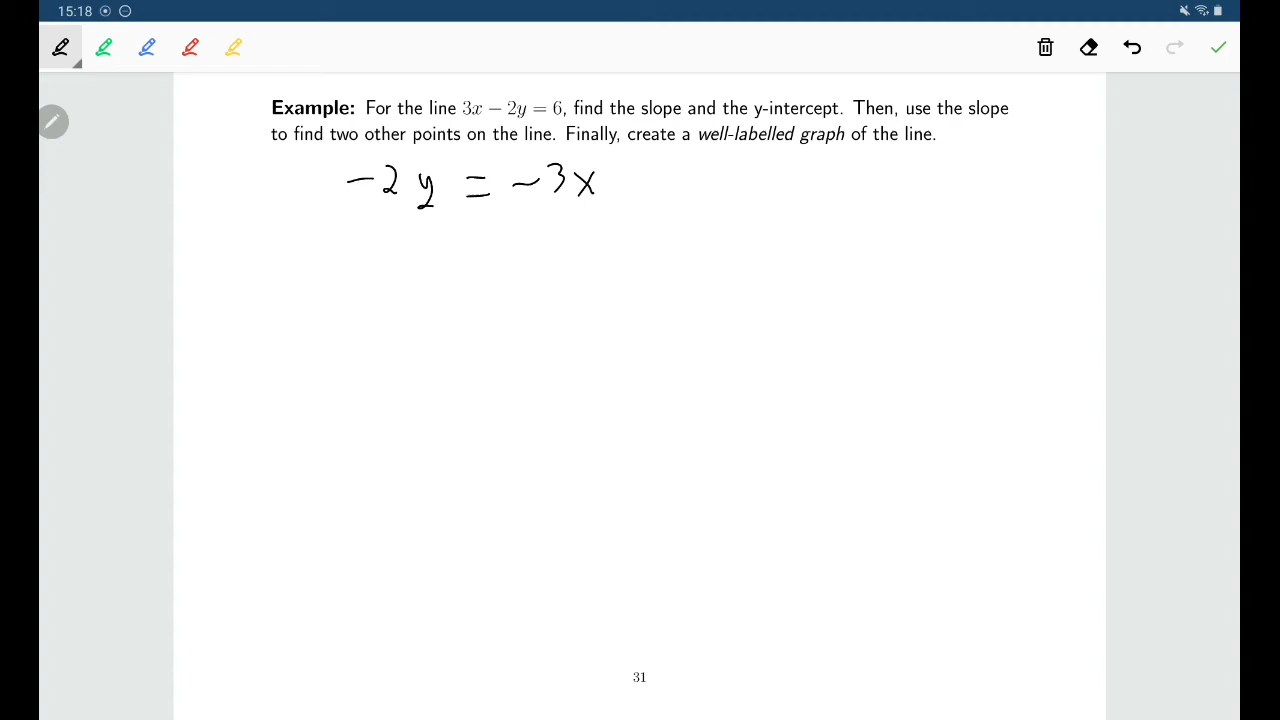 15:18
Example: For the line 3x − 2y = 6, find the slope and the y-intercept. Then, use the slope
to find two other points on the line. Finally, create a well-labelled graph of the line.
-2y = -3x
31